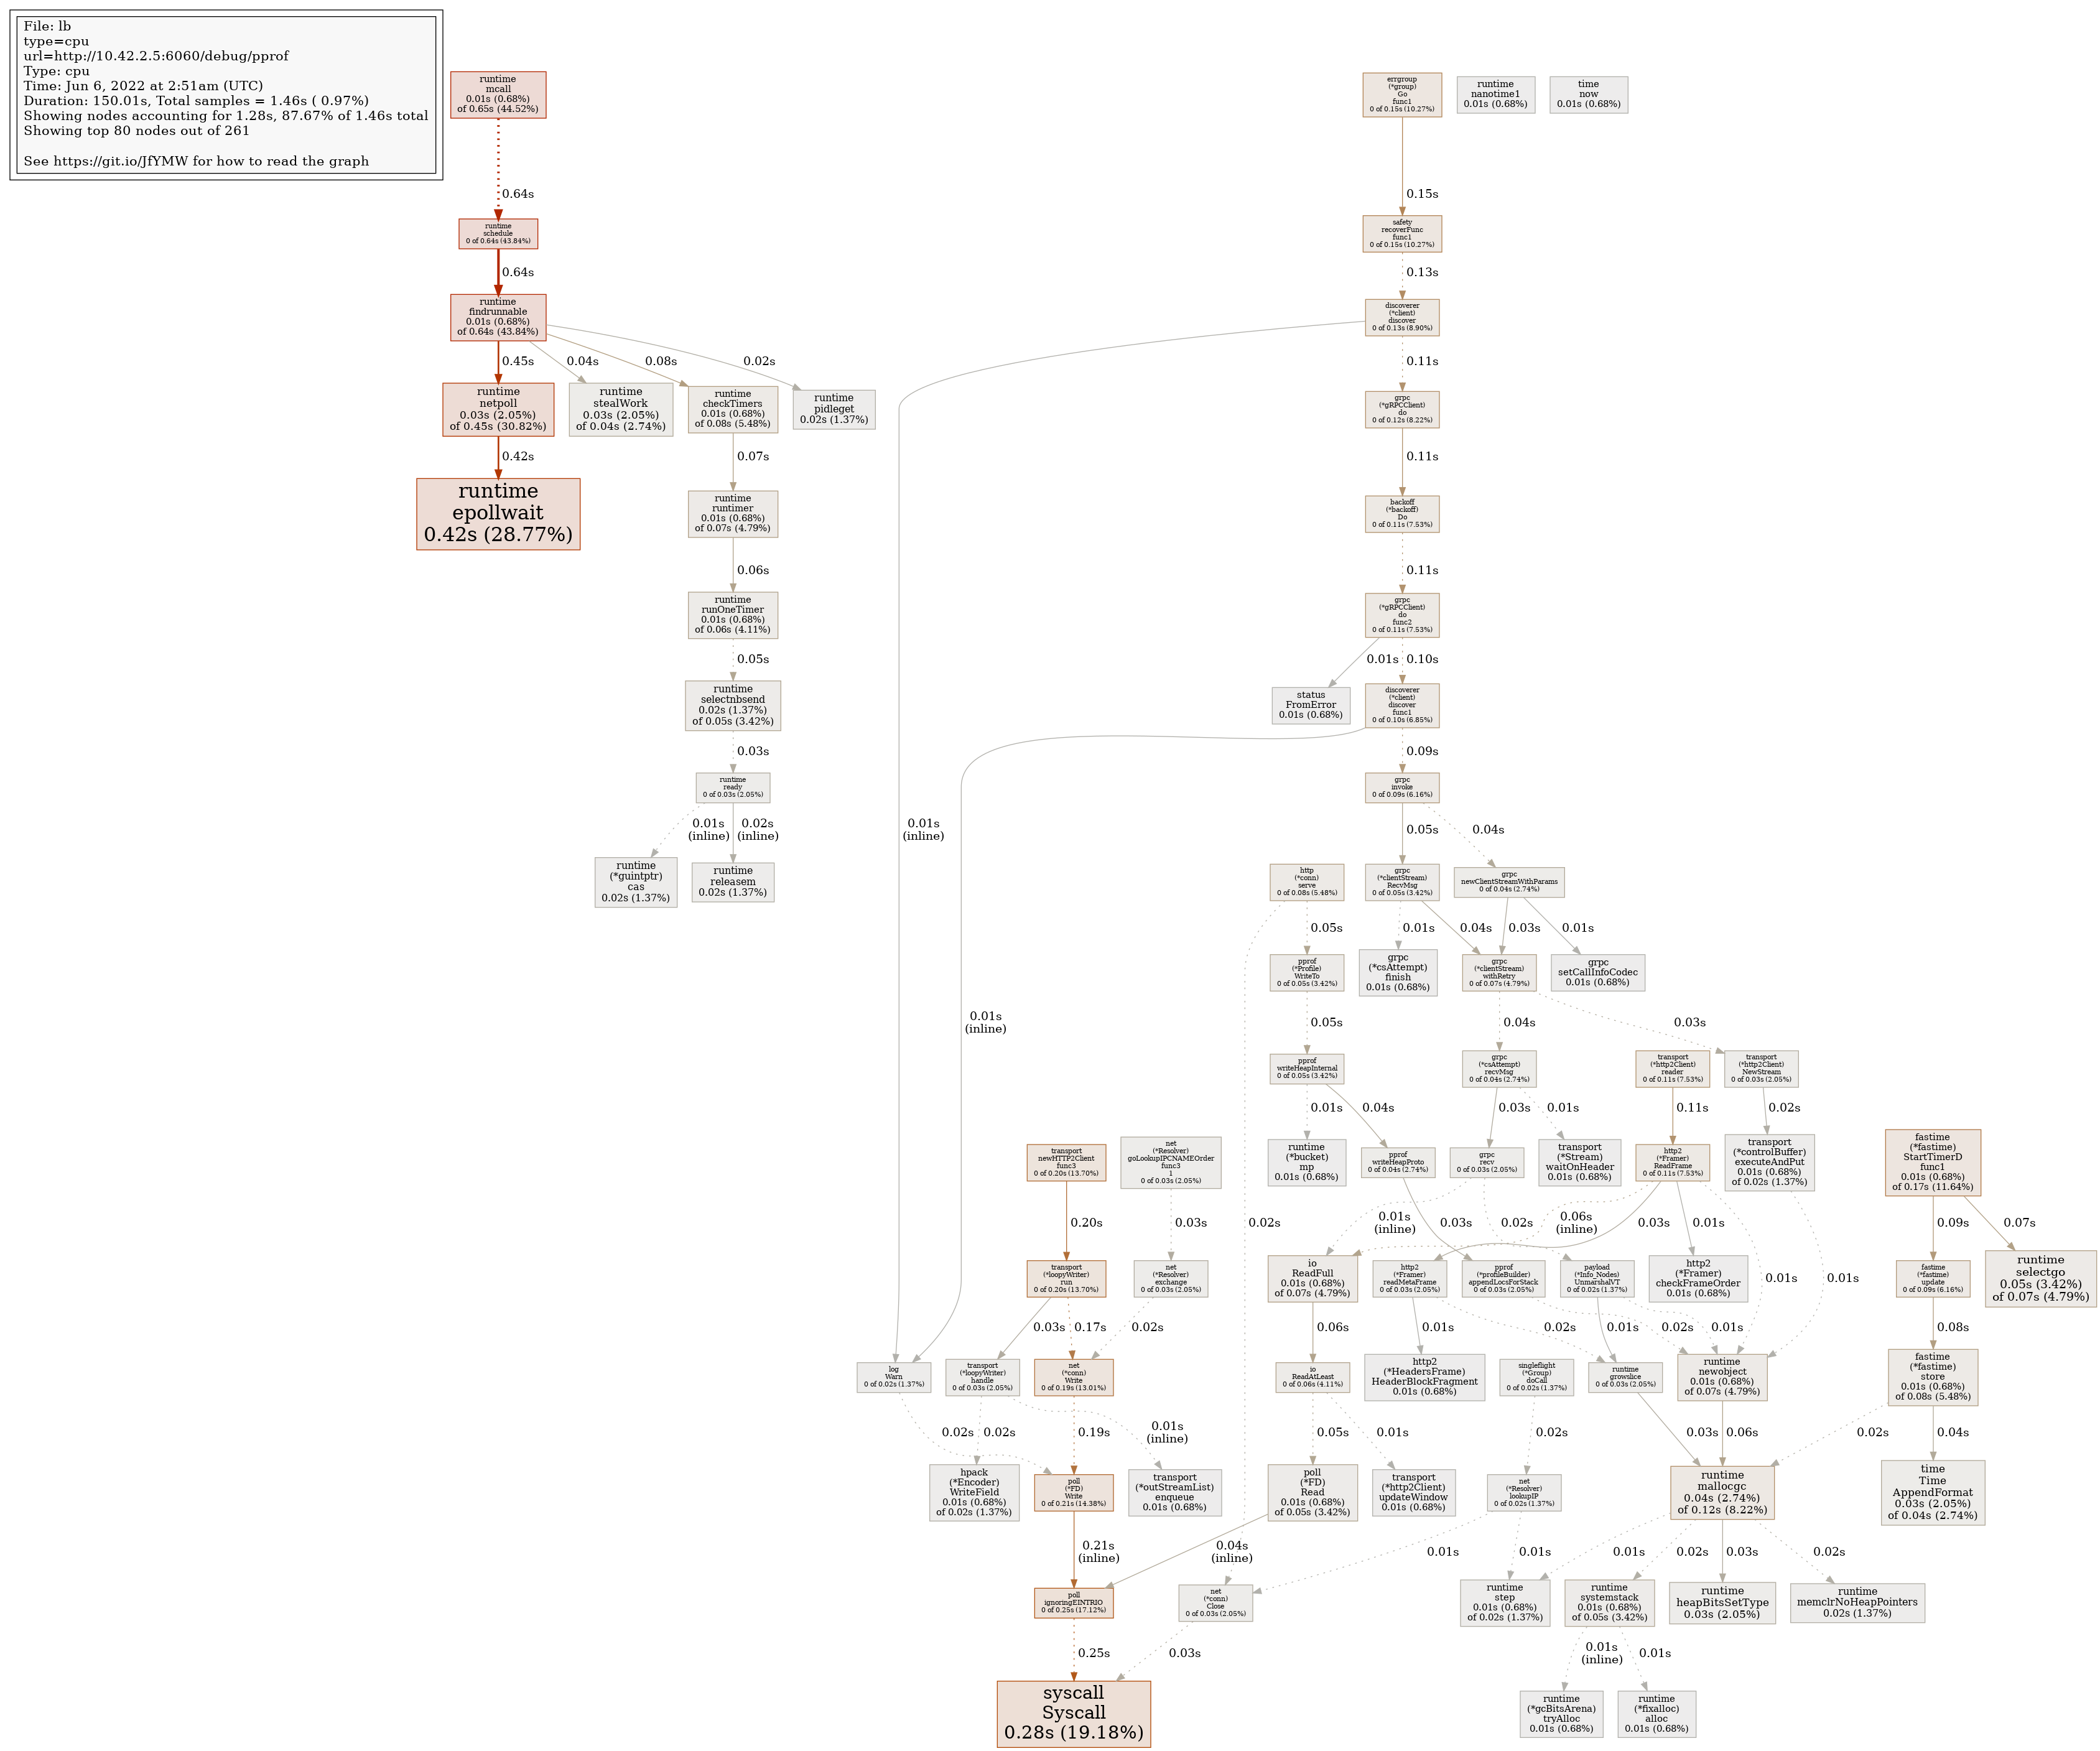 File: lb
type=cpu
url=http://10.42.2.5:6060/debug/pprof
Type: cpu
Time: Jun 6, 2022 at 2:51am (UTC)
Duration: 150.01s, Total samples = 1.46s ( 0.97%)
Showing nodes accounting for 1.28s, 87.67% of 1.46s total
Showing top 80 nodes out of 261
See https://git.io/JfYMW for how to read the graph
runtime
mcall
0.01s (0.68%)
of 0.65s (44.52%)
errgroup
(*group)
Go
func1
0 of 0.15s (10.27%)
runtime
nanotime1
0.01s (0.68%)
time
now
0.01s (0.68%)
0.64s
0.15s
runtime
schedule
0 of 0.64s (43.84%)
safety
recoverFunc
func1
0 of 0.15s (10.27%)
0.64s
0.13s
runtime
findrunnable
0.01s (0.68%)
of 0.64s (43.84%)
discoverer
(*client)
discover
0 of 0.13s (8.90%)
0.45s
0.04s
0.08s
0.02s
0.11s
runtime
netpoll
0.03s (2.05%)
of 0.45s (30.82%)
runtime
stealWork
0.03s (2.05%)
of 0.04s (2.74%)
runtime
checkTimers
0.01s (0.68%)
of 0.08s (5.48%)
runtime
pidleget
0.02s (1.37%)
grpc
(*gRPCClient)
do
0 of 0.12s (8.22%)
0.42s
0.07s
0.11s
runtime
epollwait
0.42s (28.77%)
runtime
runtimer
0.01s (0.68%)
of 0.07s (4.79%)
backoff
(*backoff)
Do
0 of 0.11s (7.53%)
0.06s
0.11s
runtime
runOneTimer
0.01s (0.68%)
of 0.06s (4.11%)
grpc
(*gRPCClient)
do
func2
0 of 0.11s (7.53%)
0.05s
0.01s
0.10s
runtime
selectnbsend
0.02s (1.37%)
of 0.05s (3.42%)
status
FromError
0.01s (0.68%)
discoverer
(*client)
discover
func1
0 of 0.10s (6.85%)
0.03s
0.09s
runtime
ready
0 of 0.03s (2.05%)
grpc
invoke
0 of 0.09s (6.16%)
0.01s
(inline)
0.02s
(inline)
0.01s
(inline)
0.05s
0.04s
runtime
(*guintptr)
cas
0.02s (1.37%)
runtime
releasem
0.02s (1.37%)
http
(*conn)
serve
0 of 0.08s (5.48%)
grpc
(*clientStream)
RecvMsg
0 of 0.05s (3.42%)
grpc
newClientStreamWithParams
0 of 0.04s (2.74%)
0.05s
0.01s
0.04s
0.03s
0.01s
pprof
(*Profile)
WriteTo
0 of 0.05s (3.42%)
grpc
(*csAttempt)
finish
0.01s (0.68%)
grpc
(*clientStream)
withRetry
0 of 0.07s (4.79%)
grpc
setCallInfoCodec
0.01s (0.68%)
0.01s
(inline)
0.05s
0.04s
0.03s
pprof
writeHeapInternal
0 of 0.05s (3.42%)
grpc
(*csAttempt)
recvMsg
0 of 0.04s (2.74%)
transport
(*http2Client)
reader
0 of 0.11s (7.53%)
transport
(*http2Client)
NewStream
0 of 0.03s (2.05%)
0.01s
0.04s
0.03s
0.01s
0.11s
0.02s
transport
newHTTP2Client
func3
0 of 0.20s (13.70%)
net
(*Resolver)
goLookupIPCNAMEOrder
func3
1
0 of 0.03s (2.05%)
runtime
(*bucket)
mp
0.01s (0.68%)
pprof
writeHeapProto
0 of 0.04s (2.74%)
grpc
recv
0 of 0.03s (2.05%)
transport
(*Stream)
waitOnHeader
0.01s (0.68%)
http2
(*Framer)
ReadFrame
0 of 0.11s (7.53%)
transport
(*controlBuffer)
executeAndPut
0.01s (0.68%)
of 0.02s (1.37%)
fastime
(*fastime)
StartTimerD
func1
0.01s (0.68%)
of 0.17s (11.64%)
0.20s
0.03s
0.02s
0.01s
(inline)
0.03s
0.02s
0.06s
(inline)
0.03s
0.01s
0.09s
0.07s
transport
(*loopyWriter)
run
0 of 0.20s (13.70%)
net
(*Resolver)
exchange
0 of 0.03s (2.05%)
io
ReadFull
0.01s (0.68%)
of 0.07s (4.79%)
http2
(*Framer)
readMetaFrame
0 of 0.03s (2.05%)
pprof
(*profileBuilder)
appendLocsForStack
0 of 0.03s (2.05%)
payload
(*Info_Nodes)
UnmarshalVT
0 of 0.02s (1.37%)
http2
(*Framer)
checkFrameOrder
0.01s (0.68%)
0.01s
0.01s
fastime
(*fastime)
update
0 of 0.09s (6.16%)
runtime
selectgo
0.05s (3.42%)
of 0.07s (4.79%)
0.03s
0.17s
0.02s
0.06s
0.01s
0.02s
0.02s
0.01s
0.01s
0.08s
log
Warn
0 of 0.02s (1.37%)
transport
(*loopyWriter)
handle
0 of 0.03s (2.05%)
net
(*conn)
Write
0 of 0.19s (13.01%)
io
ReadAtLeast
0 of 0.06s (4.11%)
http2
(*HeadersFrame)
HeaderBlockFragment
0.01s (0.68%)
singleflight
(*Group)
doCall
0 of 0.02s (1.37%)
runtime
growslice
0 of 0.03s (2.05%)
runtime
newobject
0.01s (0.68%)
of 0.07s (4.79%)
fastime
(*fastime)
store
0.01s (0.68%)
of 0.08s (5.48%)
0.02s
0.02s
0.19s
0.01s
(inline)
0.05s
0.01s
0.02s
0.03s
0.06s
0.02s
0.04s
hpack
(*Encoder)
WriteField
0.01s (0.68%)
of 0.02s (1.37%)
poll
(*FD)
Write
0 of 0.21s (14.38%)
transport
(*outStreamList)
enqueue
0.01s (0.68%)
poll
(*FD)
Read
0.01s (0.68%)
of 0.05s (3.42%)
transport
(*http2Client)
updateWindow
0.01s (0.68%)
net
(*Resolver)
lookupIP
0 of 0.02s (1.37%)
runtime
mallocgc
0.04s (2.74%)
of 0.12s (8.22%)
time
Time
AppendFormat
0.03s (2.05%)
of 0.04s (2.74%)
0.21s
(inline)
0.04s
(inline)
0.01s
0.01s
0.01s
0.02s
0.03s
0.02s
poll
ignoringEINTRIO
0 of 0.25s (17.12%)
net
(*conn)
Close
0 of 0.03s (2.05%)
runtime
step
0.01s (0.68%)
of 0.02s (1.37%)
runtime
systemstack
0.01s (0.68%)
of 0.05s (3.42%)
runtime
heapBitsSetType
0.03s (2.05%)
runtime
memclrNoHeapPointers
0.02s (1.37%)
0.25s
0.03s
0.01s
(inline)
0.01s
syscall
Syscall
0.28s (19.18%)
runtime
(*gcBitsArena)
tryAlloc
0.01s (0.68%)
runtime
(*fixalloc)
alloc
0.01s (0.68%)